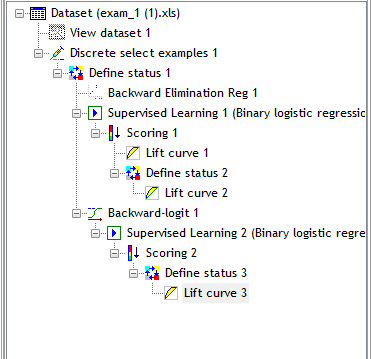 Dataset (exam_1 (1).xls)
View dataset 1
Discrete select examples 1
Define status 1
Backward Elimination Reg 1
Supervised Learning 1 (Binary logistic regressic
Scoring 1
Lift curve 1
Define status 2
Lift curve 2
Backward-logit 1
Supervised Learning 2 (Binary logistic regre
Scoring 2
Define status 3
Lift curve 3